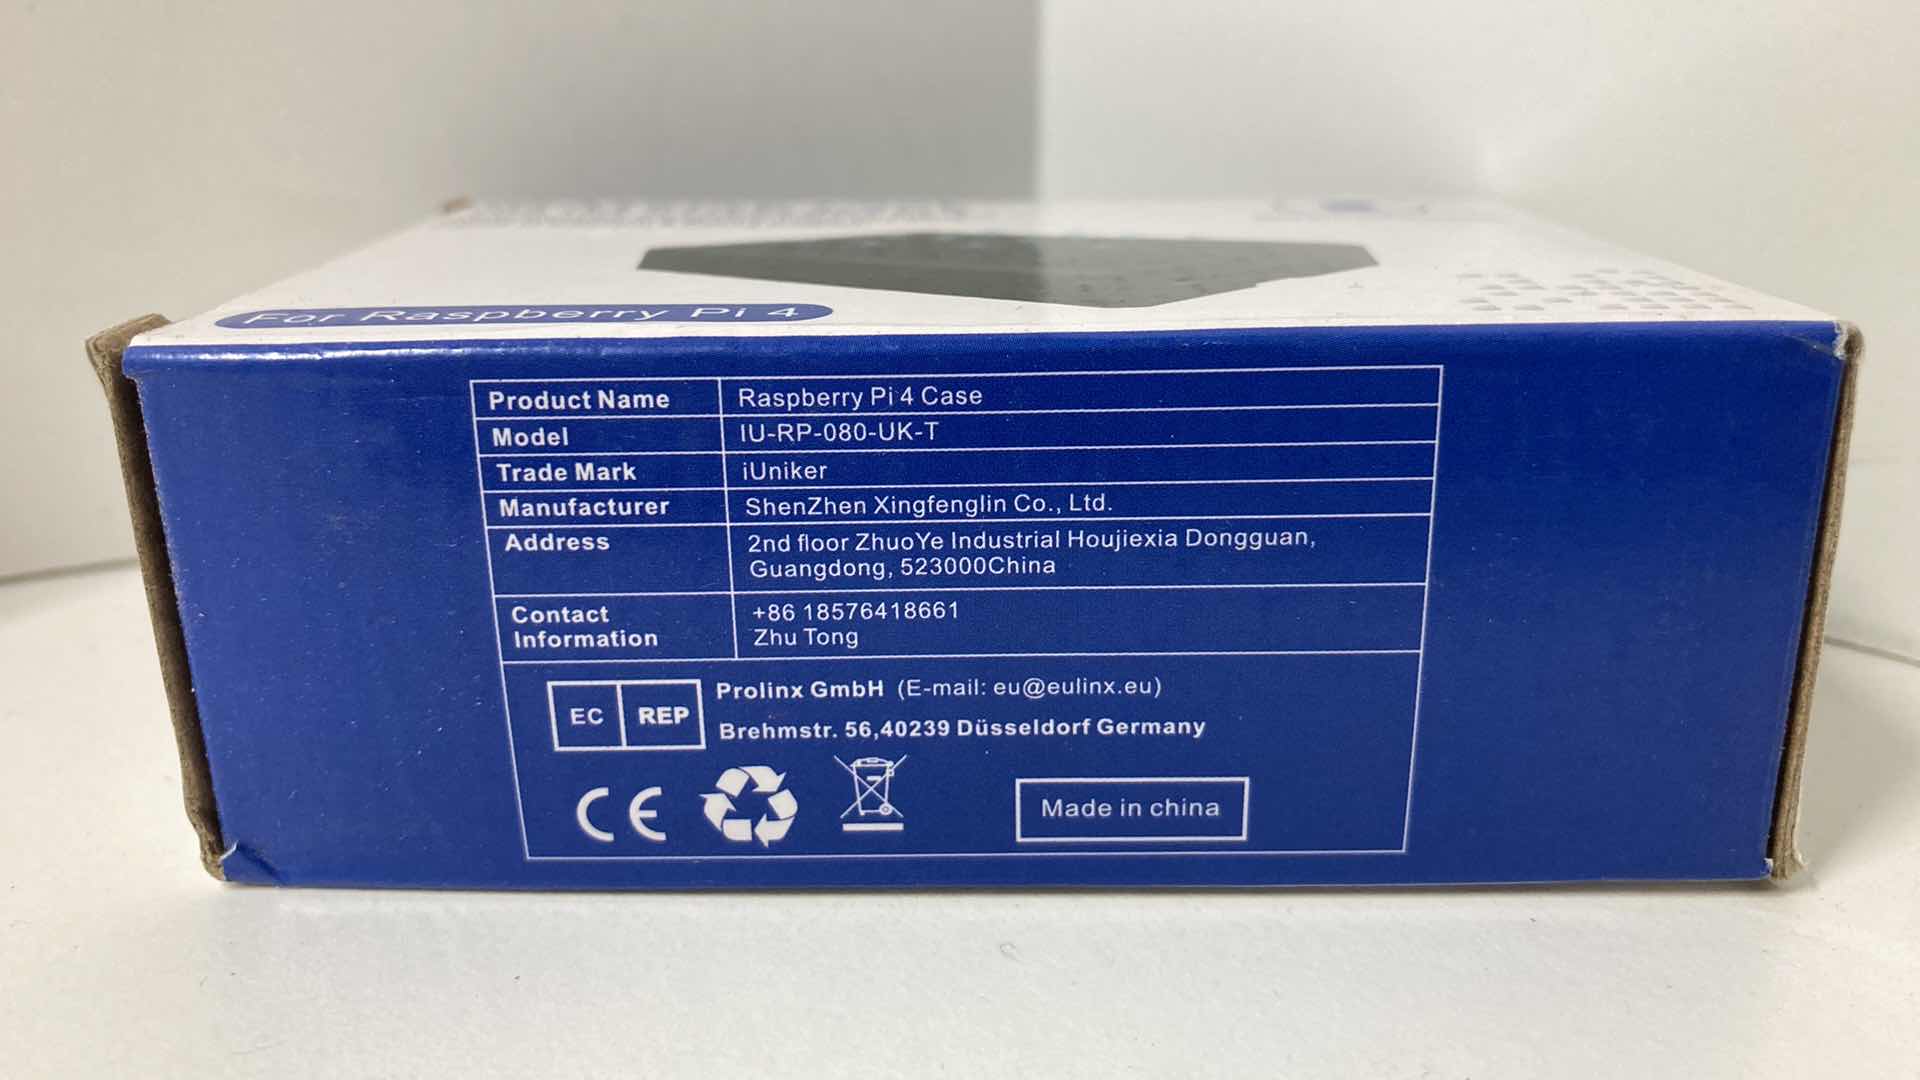 For Raspberry Pi 4
Product Name Raspberry Pi 4 Case
Model IU-RP-080-UK-T
Trade Mark iUniker
Manufacturer ShenZhen Xingfenglin Co., Ltd.
Address 2nd floor ZhuoYe Industrial Houjiexia Dongguan,
Guangdong, 523000China
Contact +86 18576418661
Information Zhu Tong
EC REP Prolinx GmbH (E-mail: eu@eulinx.eu)
Brehmstr. 56,40239 Düsseldorf Germany
CE Made in china